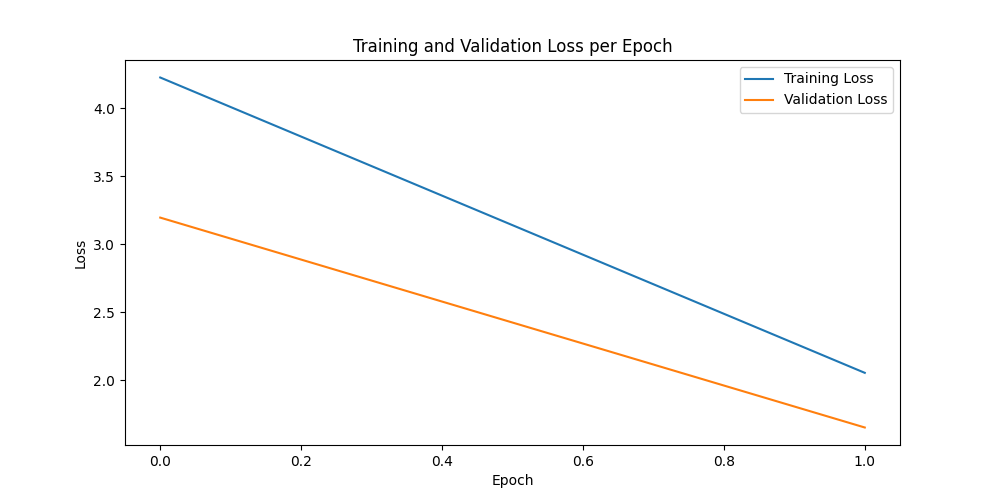 Training and Validation Loss per Epoch
Training Loss
Validation Loss
4.0
3.5
3.0
2.5
2.0
Loss
0.0 0.2 0.4 0.6 0.8 1.0
Epoch